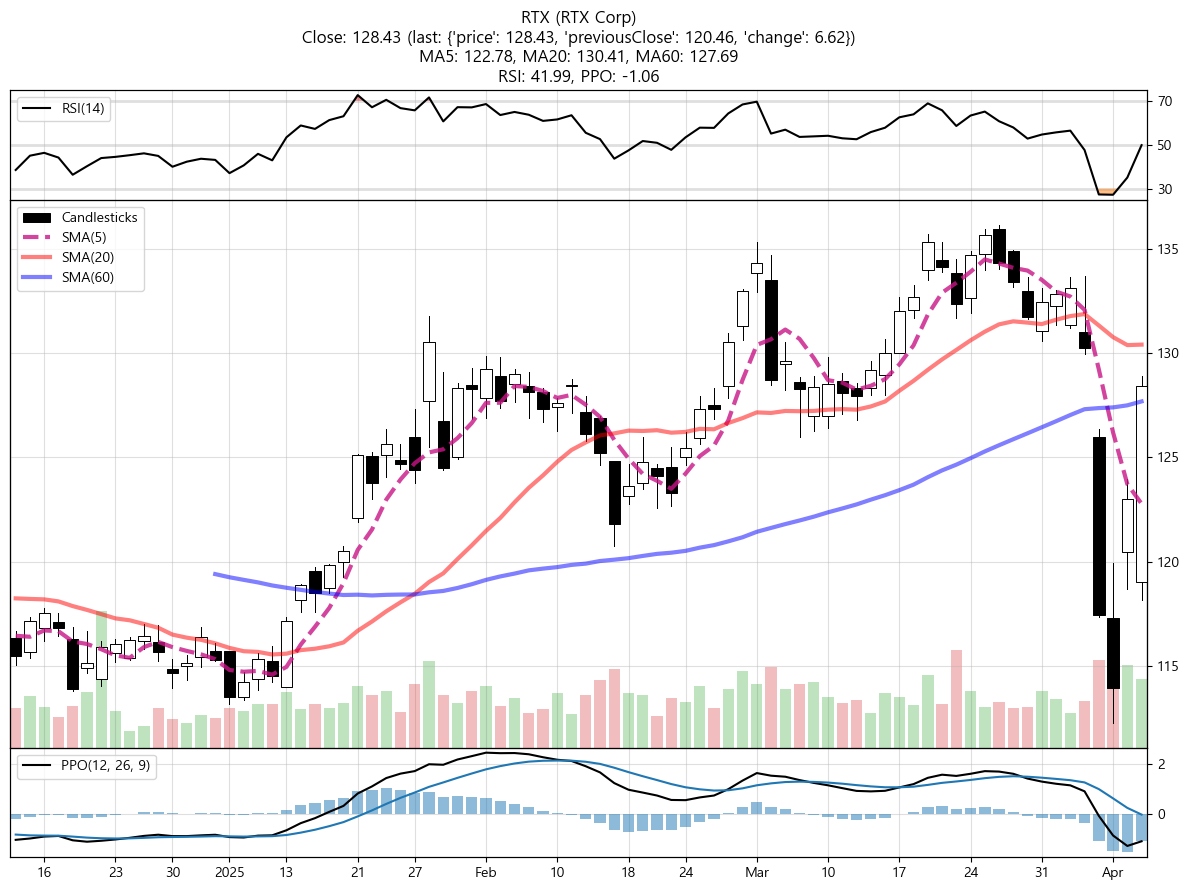 RTX (RTX Corp)
Close: 128.43 (last: {'price': 128.43, 'previousClose': 120.46, 'change': 6.62})
MA5: 122.78, MA20: 130.41, MA60: 127.69
RSI: 41.99, PPO: -1.06
RSI(14)
70
50
30
Candlesticks
SMA(5)
SMA(20)
SMA(60)
135
130
125
120
115
PPO(12, 26, 9)
2
0
16 23 30 2025 13 21 27 Feb 10 18 24 Mar 10 17 24 31 Apr